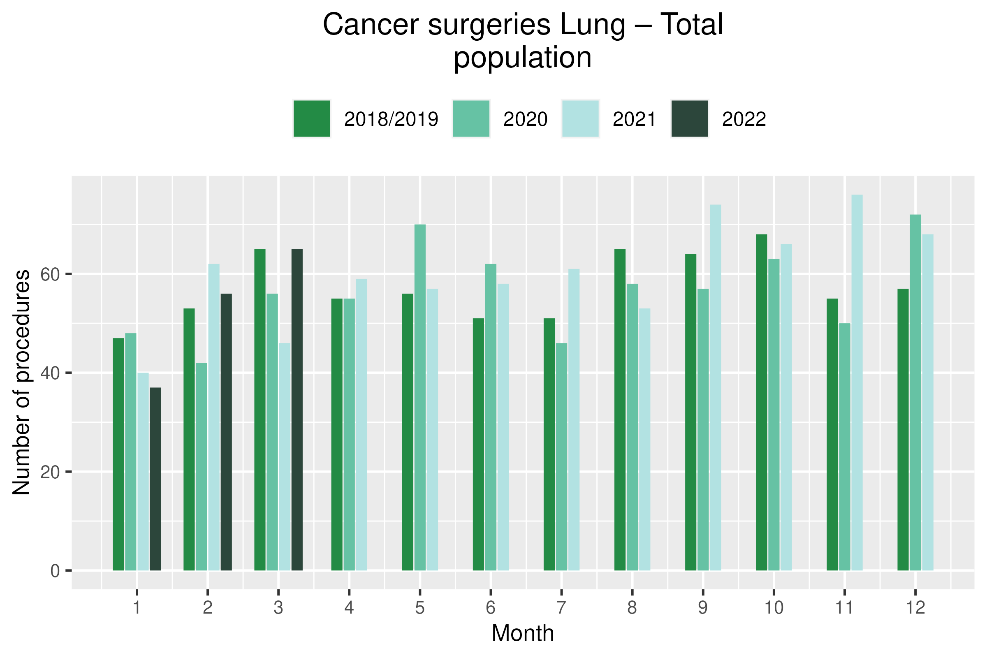 Cancer surgeries Lung – Total
population
2018/2019 2020 2021 2022
Number of procedures
60
40
20
0
1 2 3 4 5 6 7 8 9 10 11 12
Month